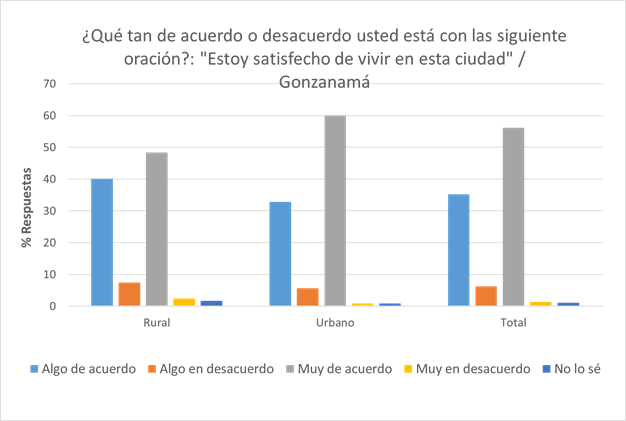 ¿Qué tan de acuerdo o desacuerdo usted está con las siguiente
oración?: "Estoy satisfecho de vivir en esta ciudad" /
Gonzanamá
70
60
50
40
30
20
10
0
% Respuestas
Rural Urbano Total
Algo de acuerdo Algo en desacuerdo Muy de acuerdo Muy en desacuerdo No lo sé